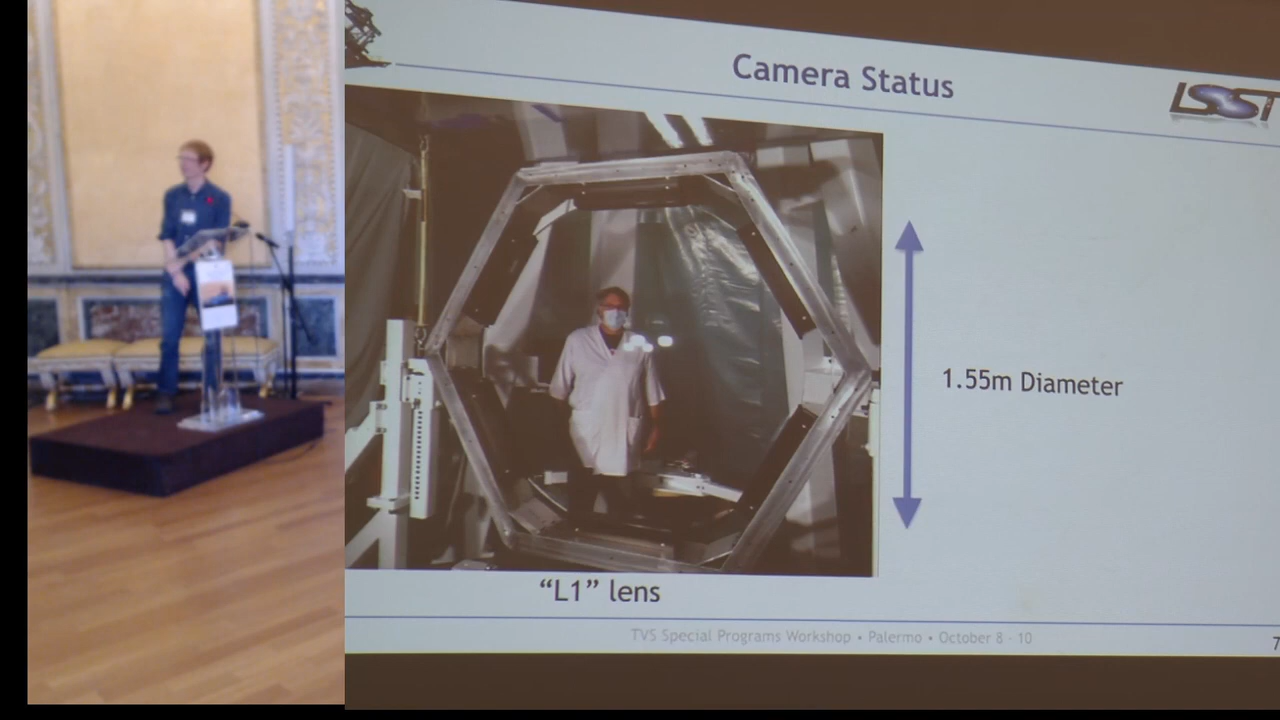 Camera Status
LSST
1.55m Diameter
“L1” lens
TVS Special Programs Workshop • Palermo • October 8 - 10
7